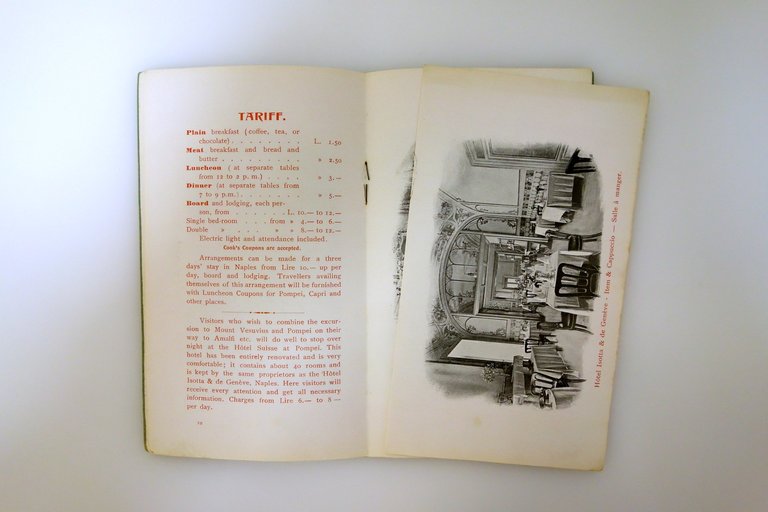 TARIFF.
Plain breakfast (coffee, tea, or
chocolate) . . . . . . . . L. 1.50
Meat breakfast and bread and
butter . . . . . . . . . » 2.50
Luncheon (at separate tables
from 12 to 2 p. m.) . . . . » 3.—
Dinner (at separate tables from
7 to 9 p.m.) . . . . . . . » 5.—
Board and lodging, each per-
son, from . . . . . . L. 10.— to 12.—
Single bed-room . . . from » 4.— to 6.—
Double » . . . » » 8.— to 12.—
Electric light and attendance included.
Cook's Coupons are accepted.
Arrangements can be made for a three
days' stay in Naples from Lire 10.— up per
day, board and lodging. Travellers availing
themselves of this arrangement will be furnished
with Luncheon Coupons for Pompei, Capri and
other places.
Visitors who wish to combine the excur-
sion to Mount Vesuvius and Pompei on their
way to Amalfi etc. will do well to stop over
night at the Hôtel Suisse at Pompei. This
hotel has been entirely renovated and is very
comfortable; it contains about 40 rooms and
is kept by the same proprietors as the Hôtel
Isotta & de Genève, Naples. Here visitors will
receive every attention and get all necessary
information. Charges from Lire 6.— to 8 —
per day.
12
Hôtel Isotta & de Genève - Item & Cappuccio — Salle à manger.